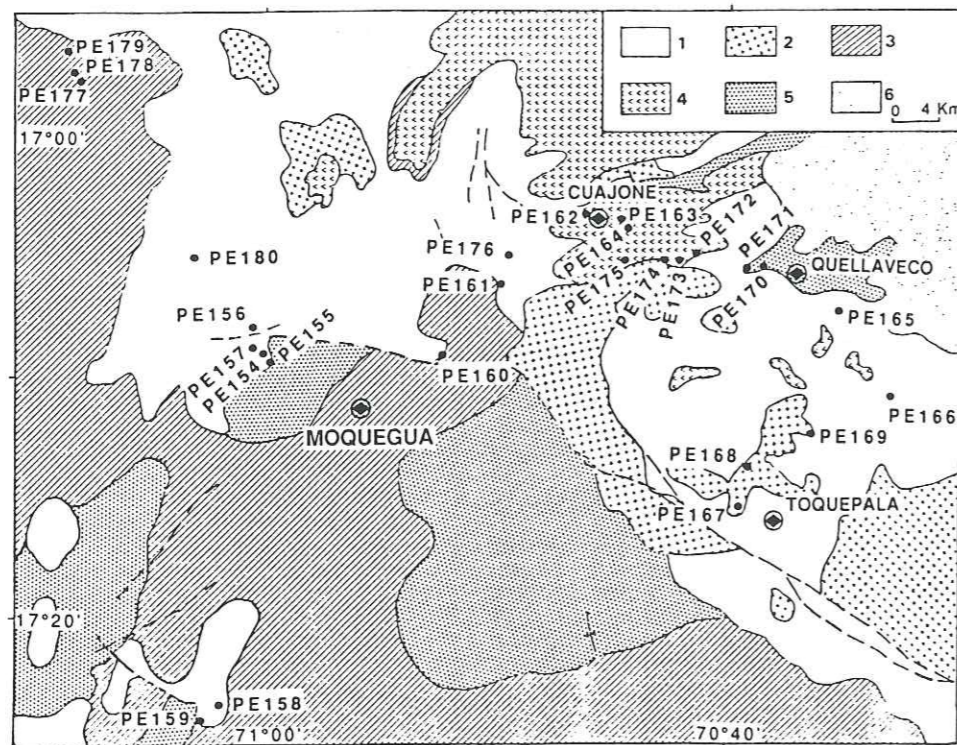 PE179
PE178
PE177
17°00'
1
2
3
4
5
6
0 4 Km
CUAJONE
PE162
PE163
PE164
PE172
PE171
PE176
PE175
PE174
PE173
PE170
QUELLAVECO
PE180
PE161
PE165
PE156
PE155
PE157
PE154
PE160
PE166
MOQUEGUA
PE169
PE168
PE167
TOQUEPALA
17°20'
PE158
PE159
71°00'
70°40'